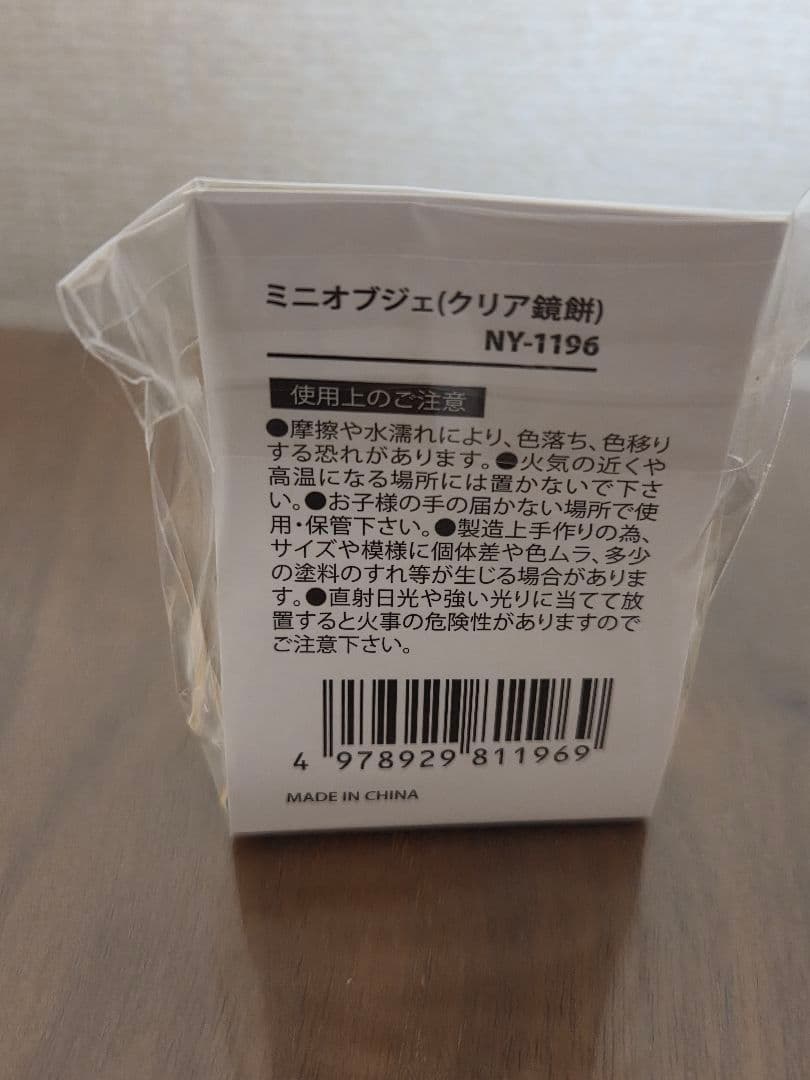 ミニオブジェ(クリア鏡餅)
NY-1196
使用上のご注意
●摩擦や水濡れにより、色落ち、色移り
する恐れがあります。●火気の近くや
高温になる場所には置かないで下さ
い。●お子様の手の届かない場所で使
用・保管下さい。●製造上手作りの為、
サイズや模様に個体差や色ムラ、多少
の塗料のすれ等が生じる場合がありま
す。●直射日光や強い光りに当てて放
置すると火事の危険性がありますので
ご注意下さい。
4 978929 811969
MADE IN CHINA